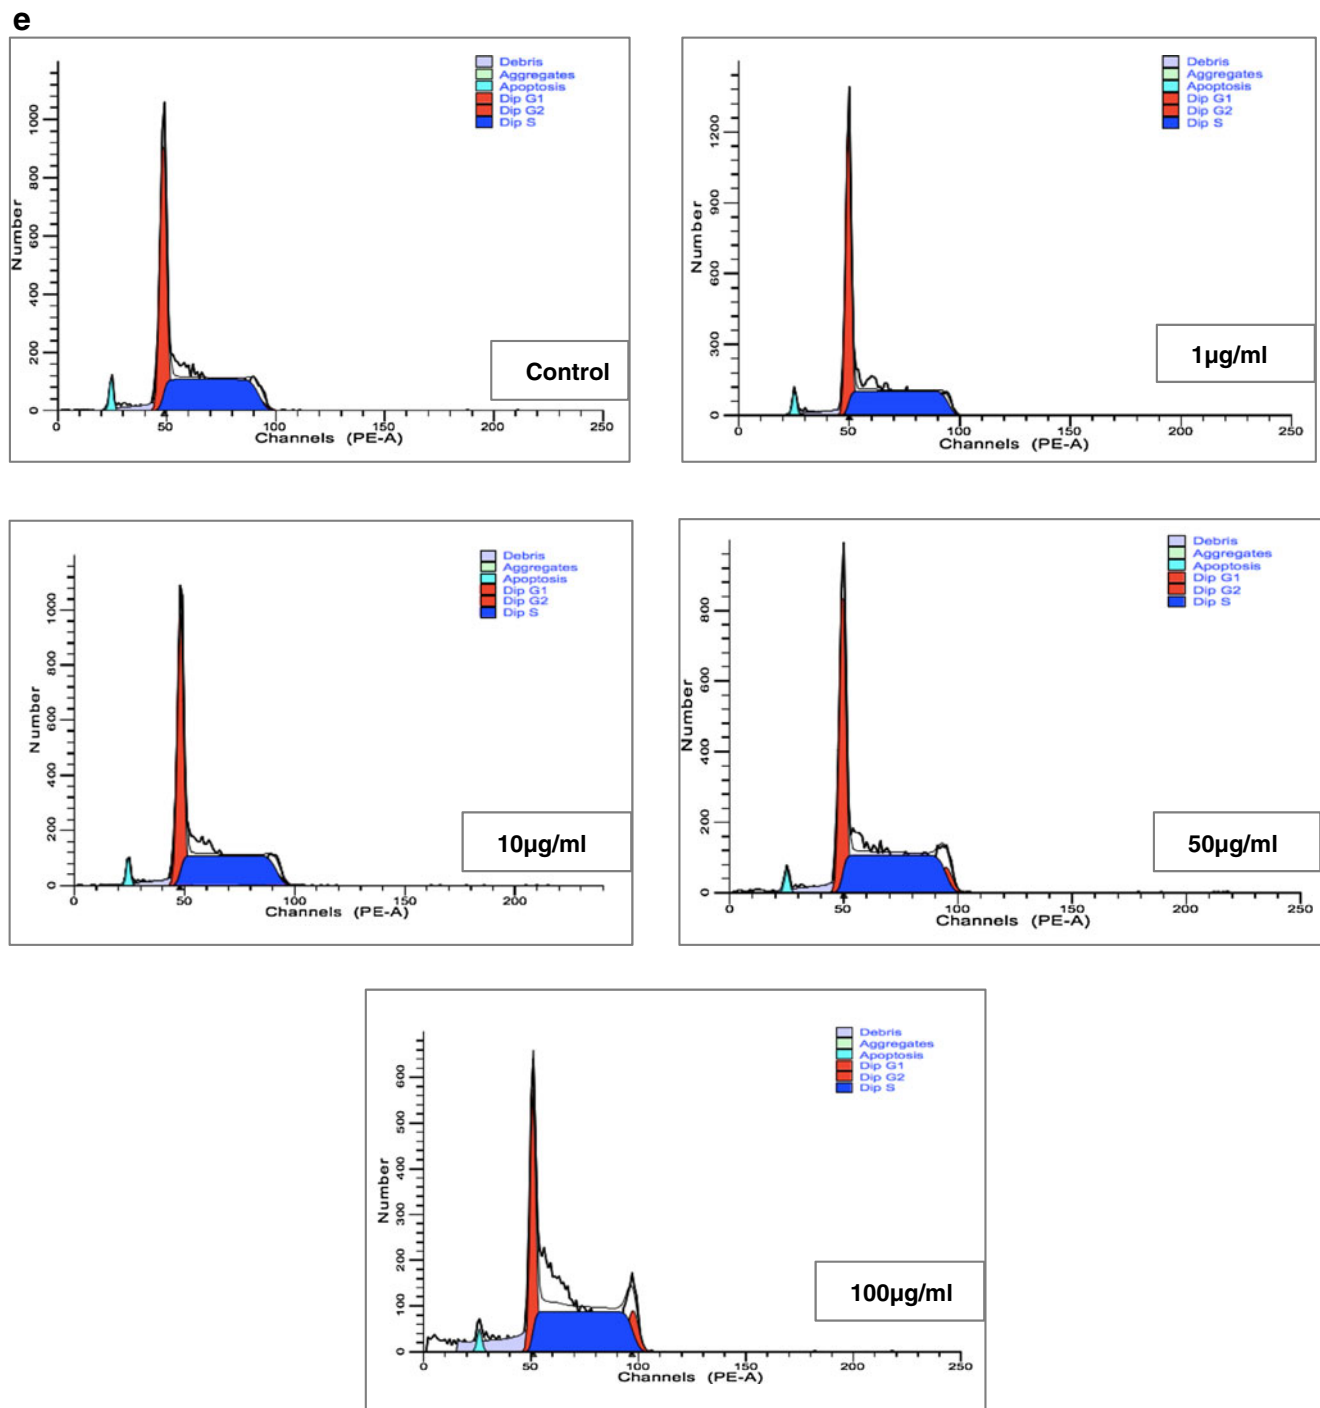 e
Debris
Aggregates
Apoptosis
Dip G1
Dip G2
Dip S
Number
0 200 400 600 800 1000
Control
0 50 100 150 200 250
Channels (PE-A)
Debris
Aggregates
Apoptosis
Dip G1
Dip G2
Dip S
Number
0 300 600 900 1200
1µg/ml
0 50 100 150 200 250
Channels (PE-A)
Debris
Aggregates
Apoptosis
Dip G1
Dip G2
Dip S
Number
0 200 400 600 800 1000
10µg/ml
0 50 100 150 200
Channels (PE-A)
Debris
Aggregates
Apoptosis
Dip G1
Dip G2
Dip S
Number
0 200 400 600 800
50µg/ml
0 50 100 150 200 250
Channels (PE-A)
Debris
Aggregates
Apoptosis
Dip G1
Dip G2
Dip S
Number
0 100 200 300 400 500 600
100µg/ml
0 50 100 150 200 250
Channels (PE-A)